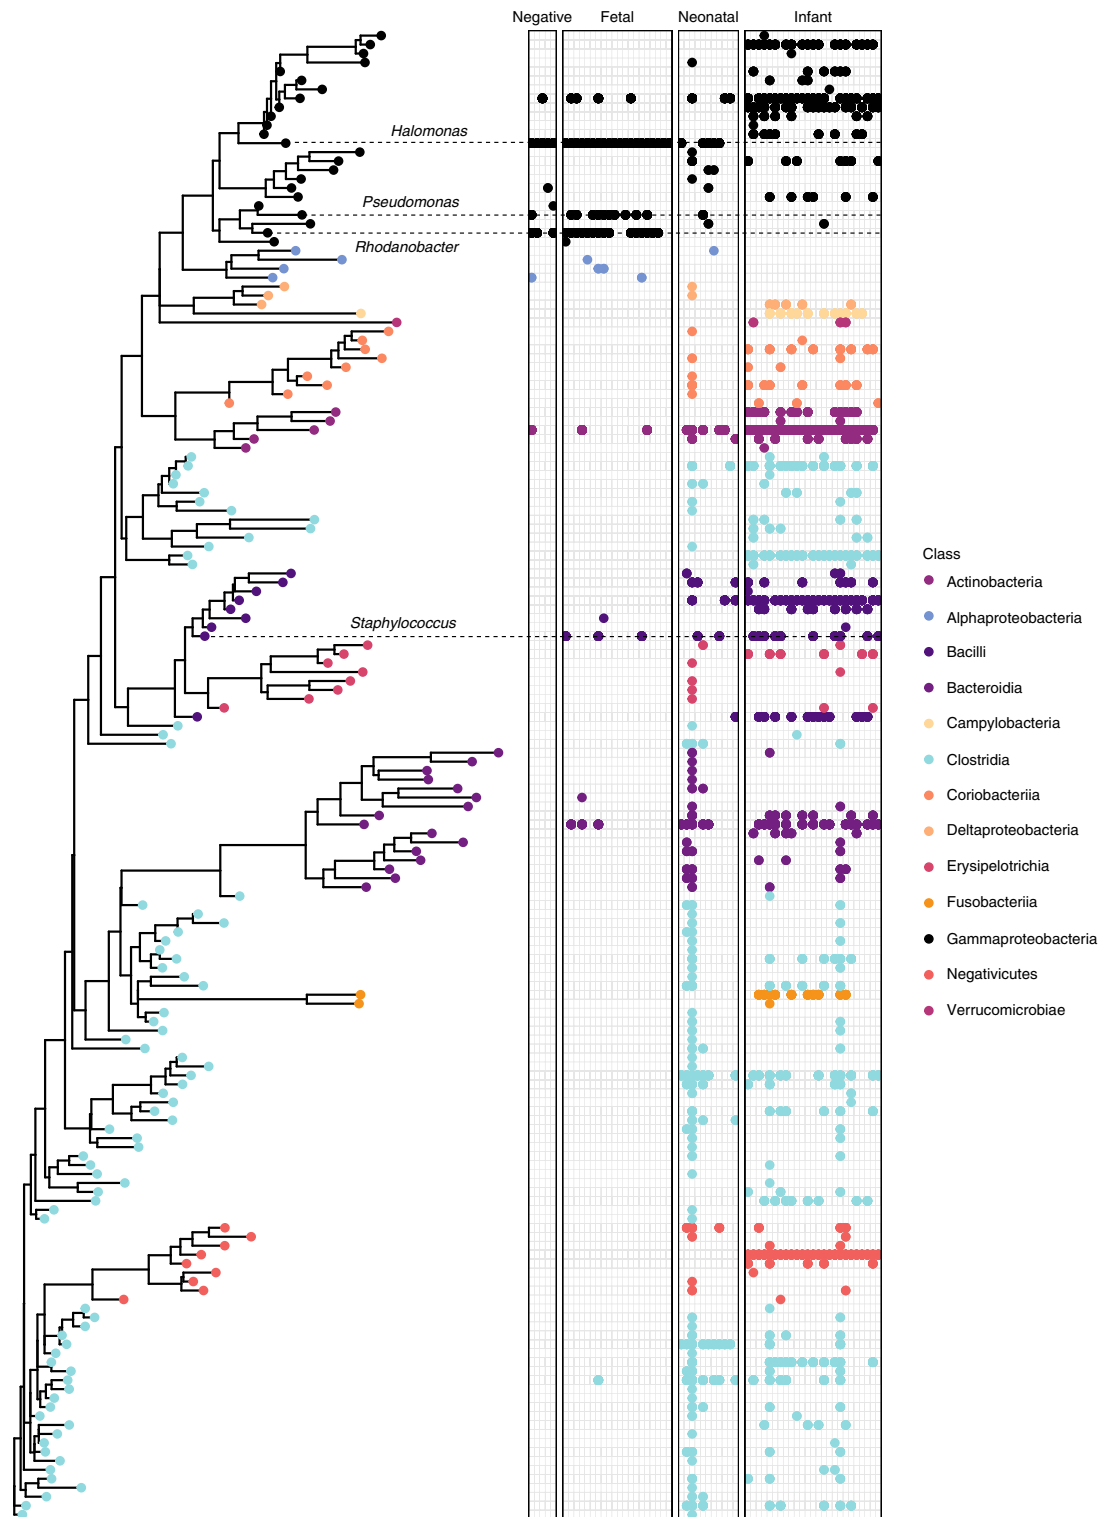 Negative Fetal Neonatal Infant
Halomonas
Pseudomonas
Rhodanobacter
Staphylococcus
Class
Actinobacteria
Alphaproteobacteria
Bacilli
Bacteroidia
Campylobacteria
Clostridia
Coriobacteriia
Deltaproteobacteria
Erysipelotrichia
Fusobacteriia
Gammaproteobacteria
Negativicutes
Verrucomicrobiae